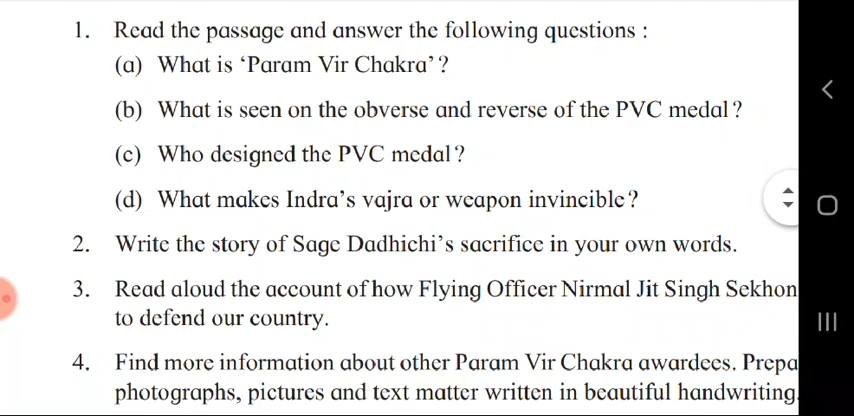 1. Read the passage and answer the following questions :
(a) What is ‘Param Vir Chakra’?
(b) What is seen on the obverse and reverse of the PVC medal?
(c) Who designed the PVC medal?
(d) What makes Indra’s vajra or weapon invincible?
2. Write the story of Sage Dadhichi’s sacrifice in your own words.
3. Read aloud the account of how Flying Officer Nirmal Jit Singh Sekhon
to defend our country.
4. Find more information about other Param Vir Chakra awardees. Prepa
photographs, pictures and text matter written in beautiful handwriting.